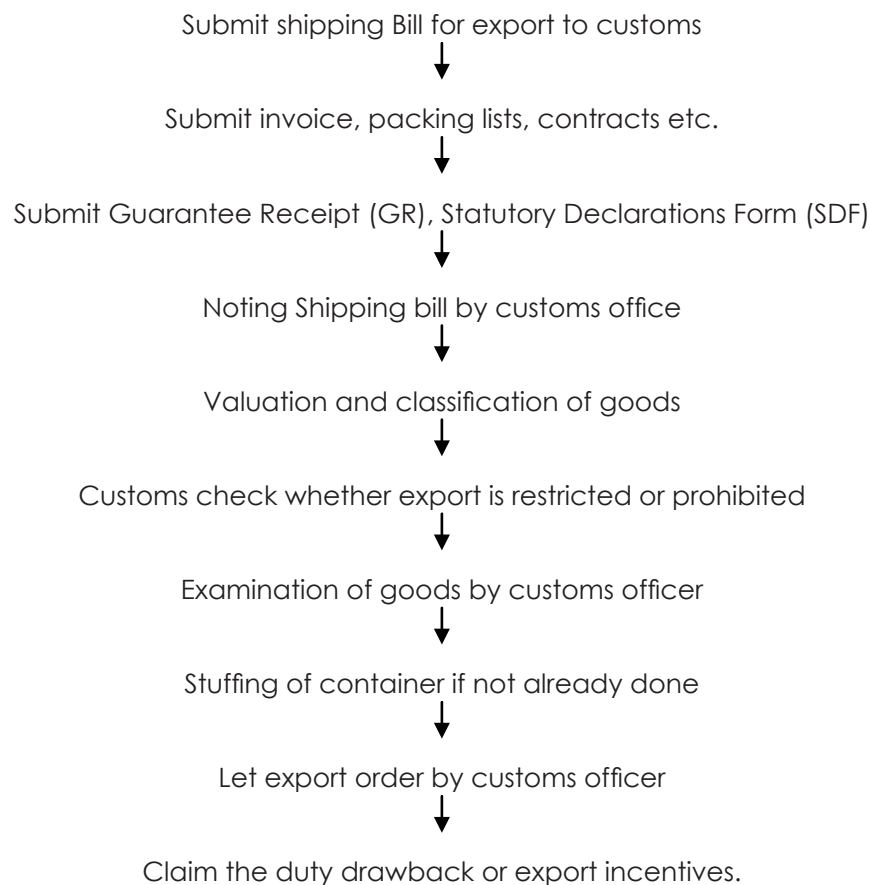 Submit shipping Bill for export to customs
Submit invoice, packing lists, contracts etc.
Submit Guarantee Receipt (GR), Statutory Declarations Form (SDF)
Noting Shipping bill by customs office
Valuation and classification of goods
Customs check whether export is restricted or prohibited
Examination of goods by customs officer
Stuffing of container if not already done
Let export order by customs officer
Claim the duty drawback or export incentives.